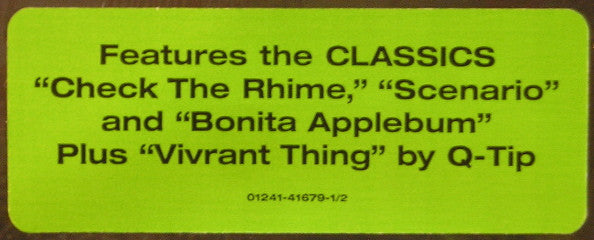 Features the CLASSICS
“Check The Rhime,” “Scenario”
and “Bonita Applebum”
Plus “Vivrant Thing” by Q-Tip
01241-41679-1/2